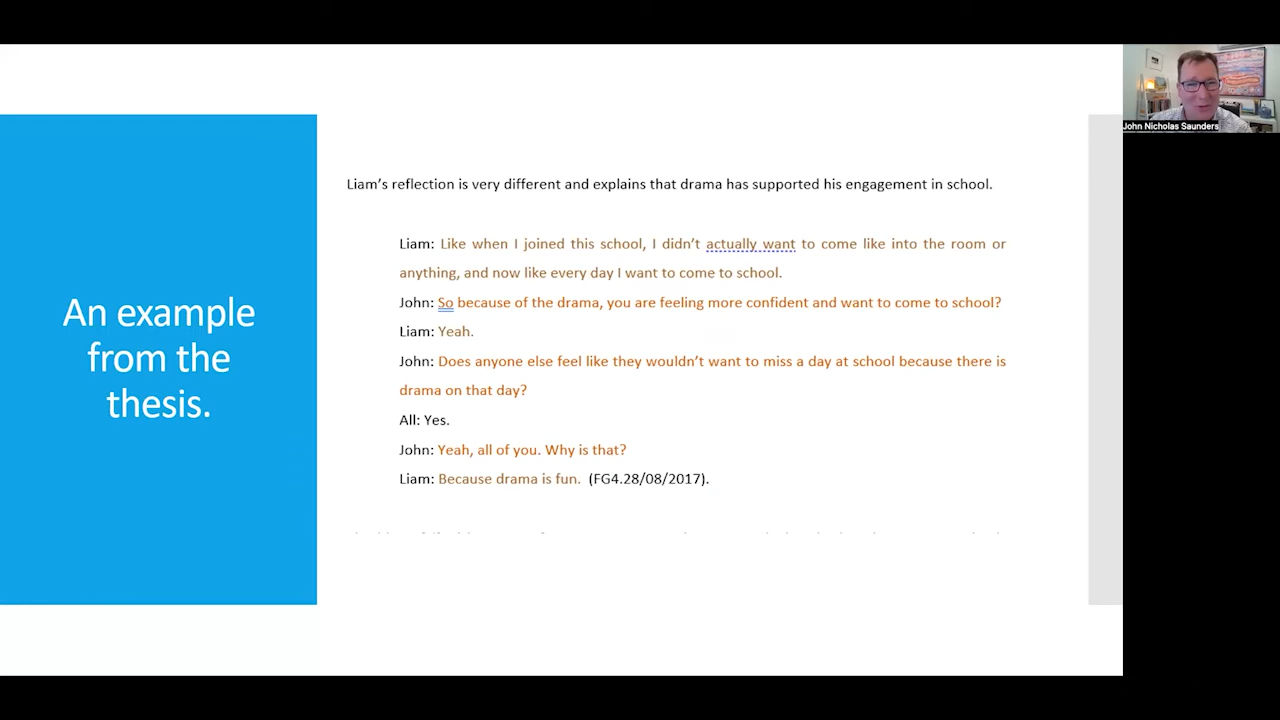 John Nicholas Saunders
An example
from the
thesis.
Liam's reflection is very different and explains that drama has supported his engagement in school.
Liam: Like when I joined this school, I didn't actually want to come like into the room or
anything, and now like every day I want to come to school.
John: So because of the drama, you are feeling more confident and want to come to school?
Liam: Yeah.
John: Does anyone else feel like they wouldn't want to miss a day at school because there is
drama on that day?
All: Yes.
John: Yeah, all of you. Why is that?
Liam: Because drama is fun. (FG4.28/08/2017).